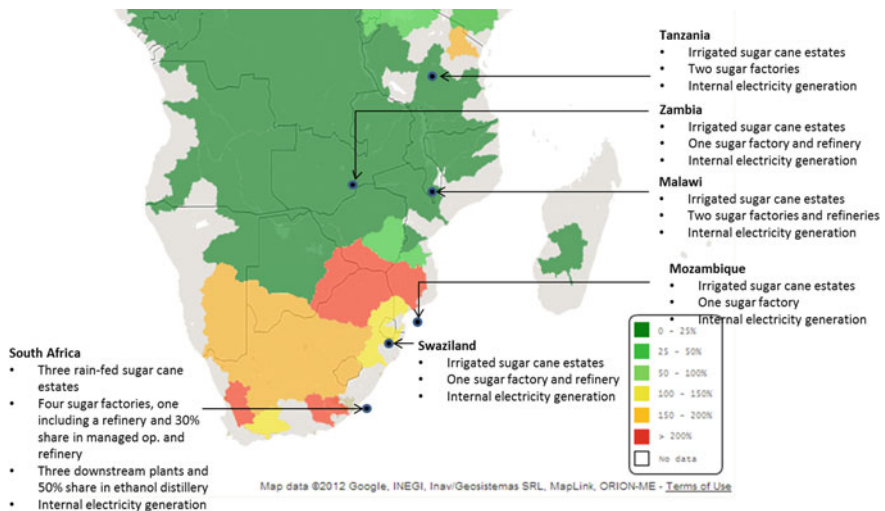 Tanzania
• Irrigated sugar cane estates
• Two sugar factories
• Internal electricity generation
Zambia
• Irrigated sugar cane estates
• One sugar factory and refinery
• Internal electricity generation
Malawi
• Irrigated sugar cane estates
• Two sugar factories and refineries
• Internal electricity generation
Mozambique
• Irrigated sugar cane estates
• One sugar factory
• Internal electricity generation
Swaziland
• Irrigated sugar cane estates
• One sugar factory and refinery
• Internal electricity generation
South Africa
• Three rain-fed sugar cane
estates
• Four sugar factories, one
including a refinery and 30%
share in managed op. and
refinery
• Three downstream plants and
50% share in ethanol distillery
• Internal electricity generation
0 - 25%
25 - 50%
50 - 100%
100 - 150%
150 - 200%
> 200%
No data
Map data ©2012 Google, INEGI, Inav/Geosistemas SRL, MapLink, ORION-ME - Terms of Use